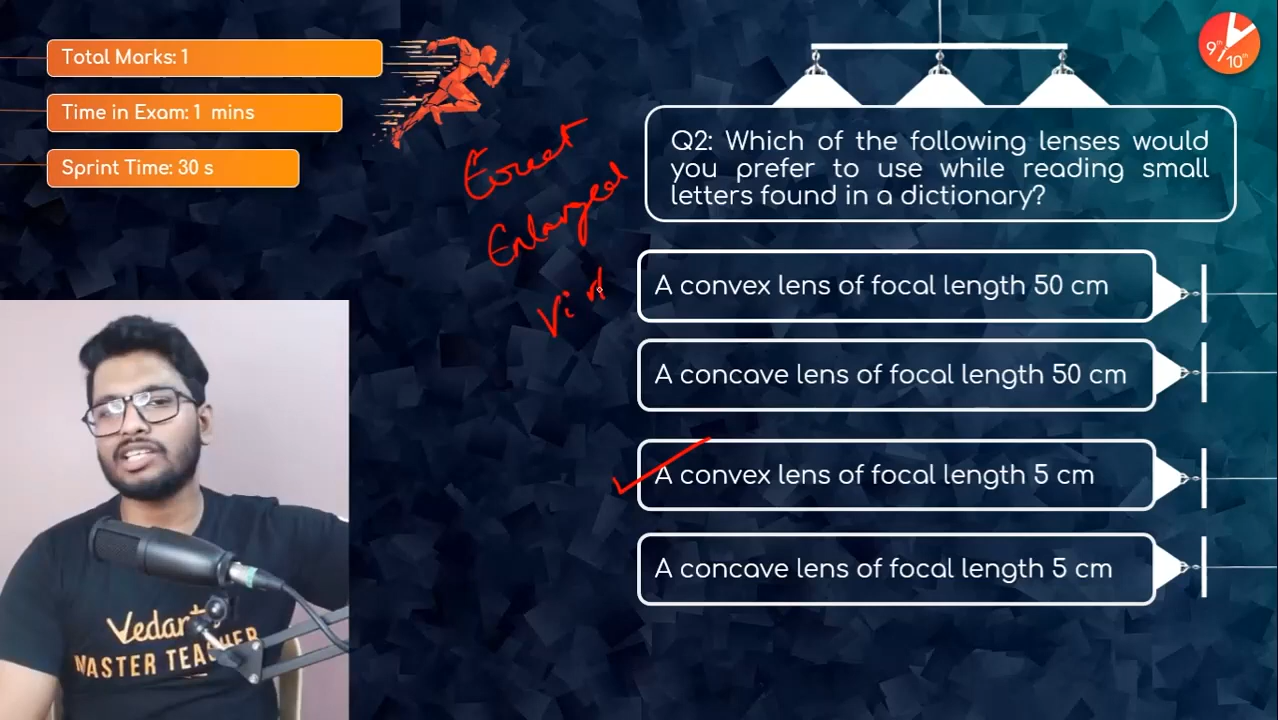 Total Marks: 1
Time in Exam: 1 mins
Sprint Time: 30 s
9th
10th
Q2: Which of the following lenses would
you prefer to use while reading small
letters found in a dictionary?
Erect
Enlarged
A convex lens of focal length 50 cm
A concave lens of focal length 50 cm
A convex lens of focal length 5 cm
A concave lens of focal length 5 cm
MASTER